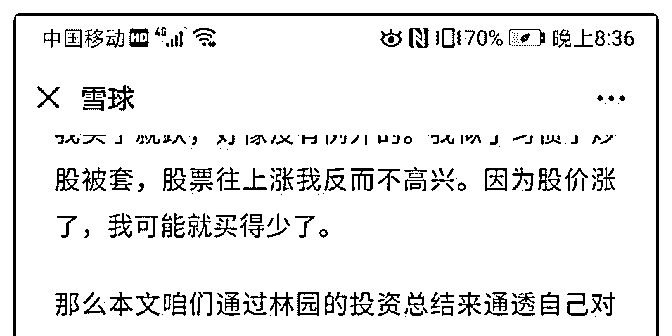 中国移动 HD 4G 70% 晚上8:36
雪球
股被套，股票往上涨我反而不高兴。因为股价涨
了，我可能就买得少了。
那么本文咱们通过林园的投资总结来通透自己对